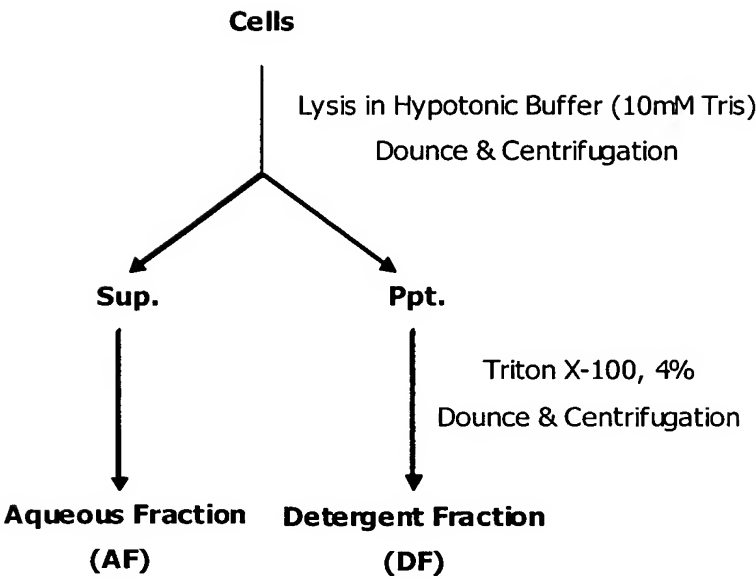 Cells
Lysis in Hypotonic Buffer (10mM Tris)
Dounce & Centrifugation
Sup.
Ppt.
Triton X-100, 4%
Dounce & Centrifugation
Aqueous Fraction
(AF)
Detergent Fraction
(DF)